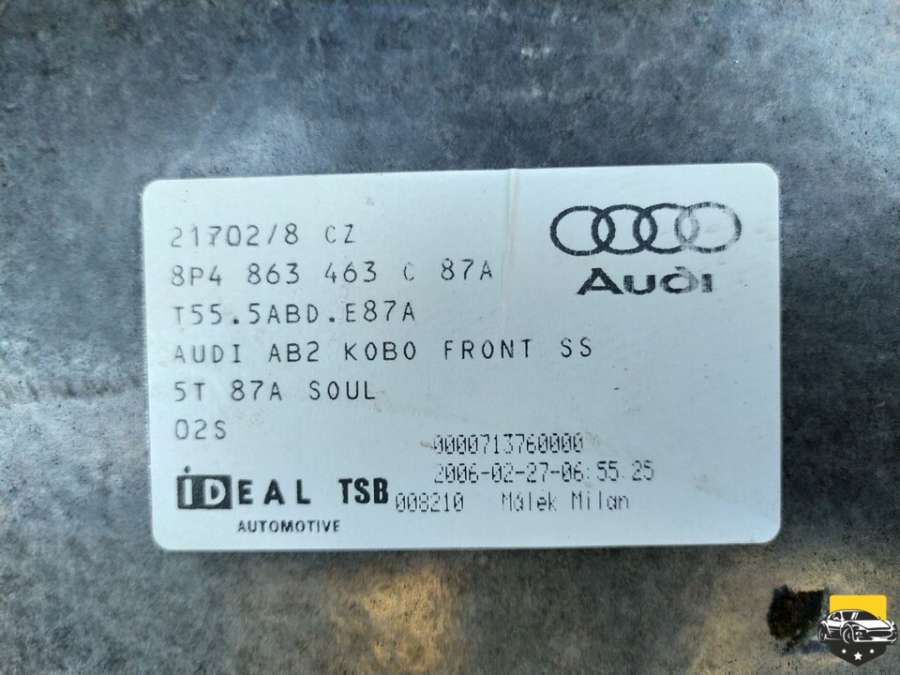 21702/8 CZ
8P4 863 463 C 87A
Audi
T55.5ABD.E87A
AUDI AB2 KOBO FRONT SS
5T 87A SOUL
02S
0000713760000
2006-02-27-06:55:25
iDEAL TSB
008210 Málek Milan
AUTOMOTIVE